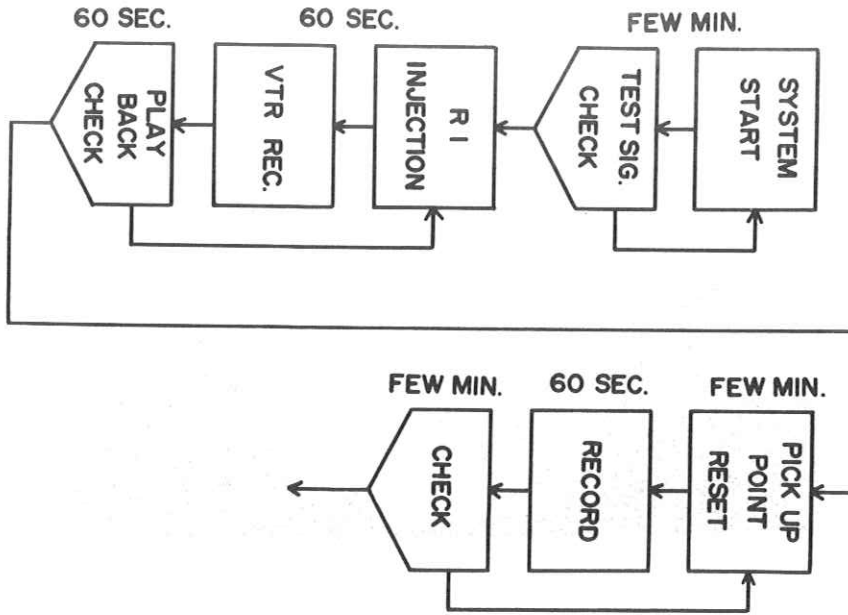 FEW MIN.
SYSTEM
START
TEST SIG.
CHECK
60 SEC.
R I
INJECTION
VTR REC.
60 SEC.
PLAY
BACK
CHECK
FEW MIN.
PICK UP
POINT
RESET
60 SEC.
RECORD
FEW MIN.
CHECK